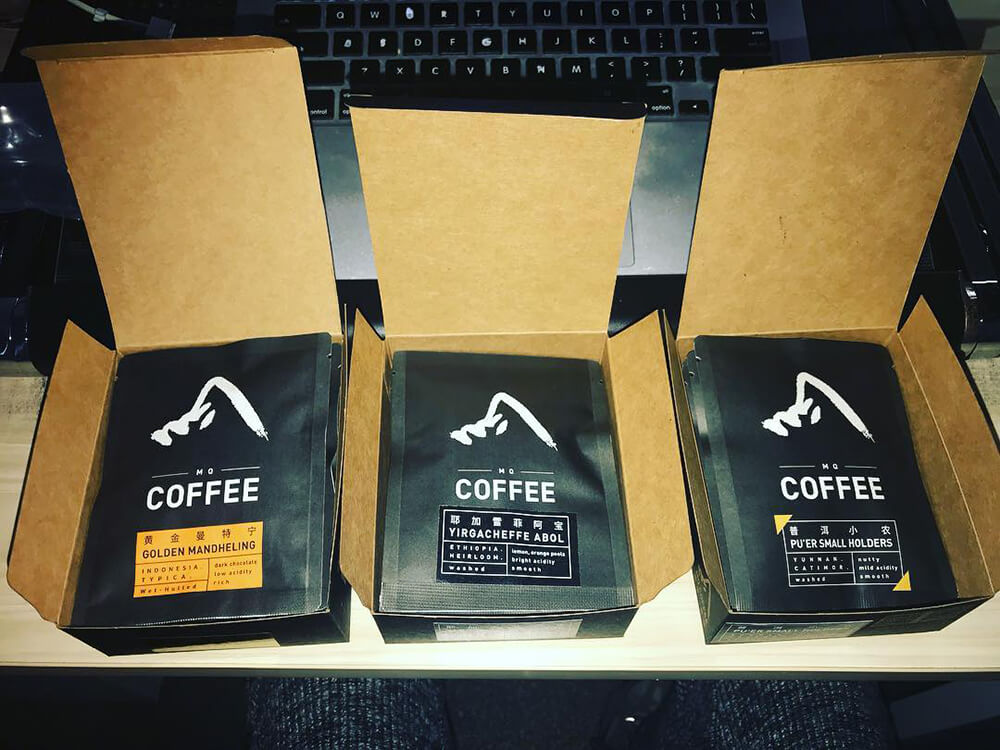 Q W E R T Y U I O P
A S D F G H J K L
Z X C V B N M
control
option
MQ
COFFEE
黄金曼特宁
GOLDEN MANDHELING
INDONESIA.
TYPICA.
Wet-Hulled
dark chocolate
low acidity
rich
MQ
COFFEE
耶加雪菲阿宝
YIRGACHEFFE ABOL
ETHIOPIA.
HEIRLOOM.
washed
lemon, orange peels
bright acidity
smooth
MQ
COFFEE
普洱小农
PU'ER SMALL HOLDERS
YUNNAN.
CATIMOR.
washed
nutty
mild acidity
smooth